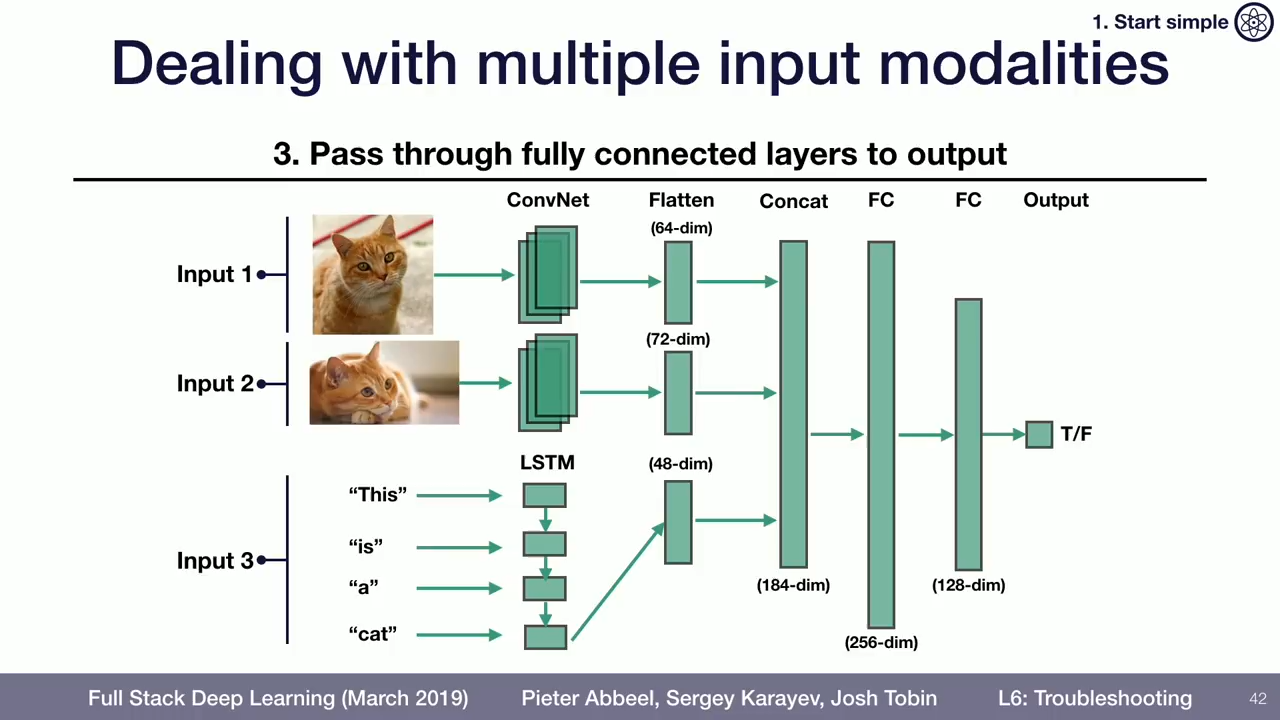 1. Start simple
Dealing with multiple input modalities
3. Pass through fully connected layers to output
ConvNet Flatten Concat FC FC Output
(64-dim)
Input 1
(72-dim)
Input 2
T/F
LSTM (48-dim)
"This"
"is"
Input 3
"a"
(184-dim) (128-dim)
"cat"
(256-dim)
Full Stack Deep Learning (March 2019) Pieter Abbeel, Sergey Karayev, Josh Tobin L6: Troubleshooting 42